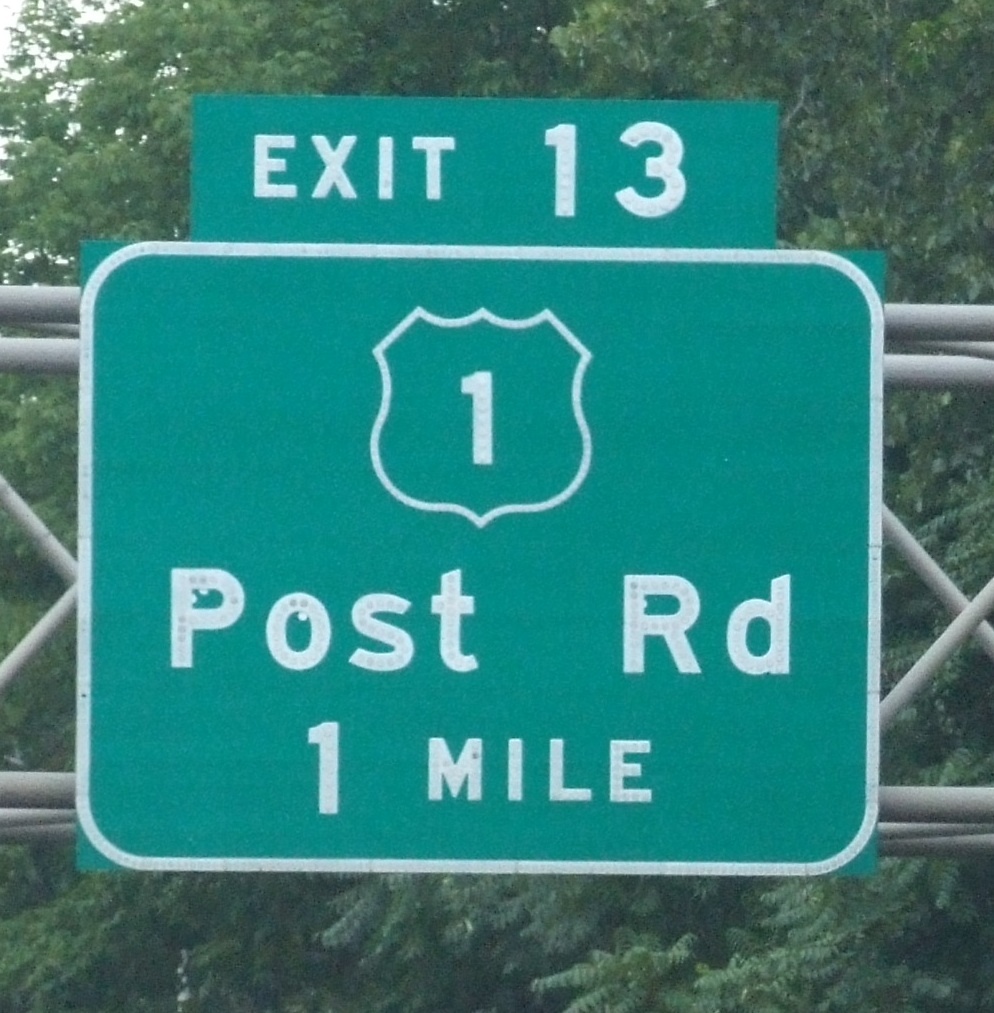 EXIT 13
1
Post Rd
1 MILE